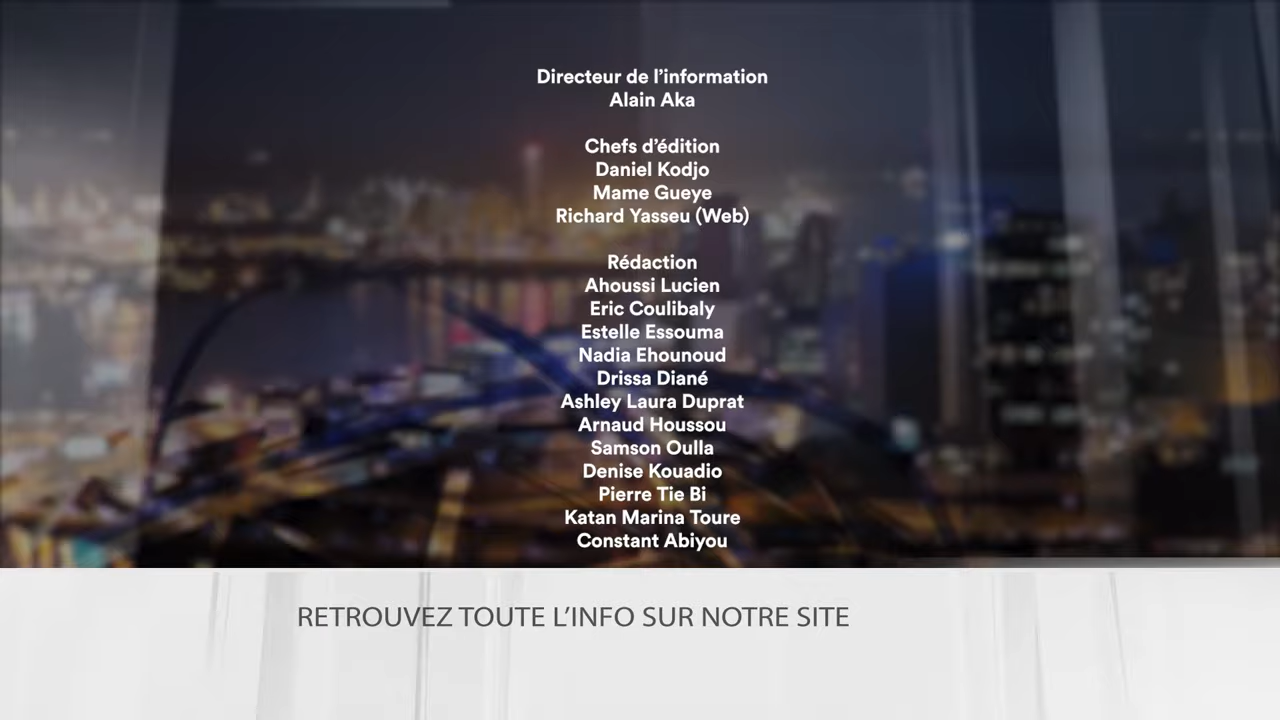 Directeur de l’information
Alain Aka
Chefs d’édition
Daniel Kodjo
Mame Gueye
Richard Yasseu (Web)
Rédaction
Ahoussi Lucien
Eric Coulibaly
Estelle Essouma
Nadia Ehounoud
Drissa Diané
Ashley Laura Duprat
Arnaud Houssou
Samson Oulla
Denise Kouadio
Pierre Tie Bi
Katan Marina Toure
Constant Abiyou
RETROUVEZ TOUTE L’INFO SUR NOTRE SITE